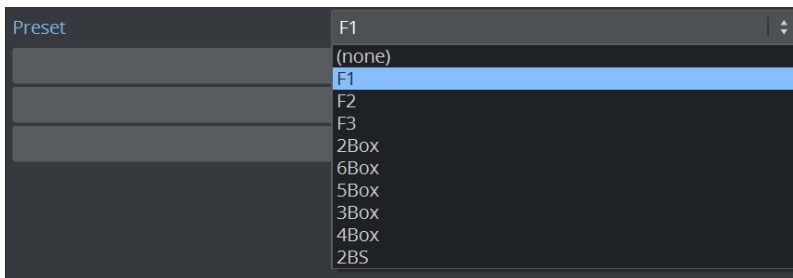 Preset F1
(none)
F1
F2
F3
2Box
6Box
5Box
3Box
4Box
2BS